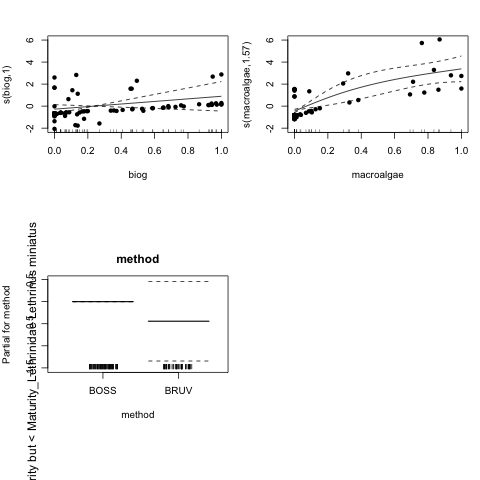 s(biog,1)
6
4
2
0
-2
0.0 0.2 0.4 0.6 0.8 1.0
biog
s(macroalgae,1.57)
6
4
2
0
-2
0.0 0.2 0.4 0.6 0.8 1.0
macroalgae
method
Partial for method
rity but < Maturity_Lethrinidae Lethrinus miniatus
BOSS BRUV
method